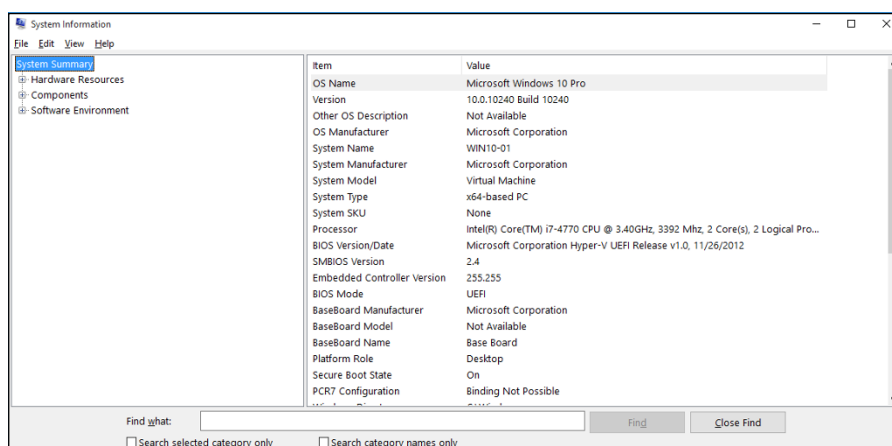 System Information
File Edit View Help
System Summary
Hardware Resources
Components
Software Environment
Item Value
OS Name Microsoft Windows 10 Pro
Version 10.0.10240 Build 10240
Other OS Description Not Available
OS Manufacturer Microsoft Corporation
System Name WIN10-01
System Manufacturer Microsoft Corporation
System Model Virtual Machine
System Type x64-based PC
System SKU None
Processor Intel(R) Core(TM) i7-4770 CPU @ 3.40GHz, 3392 Mhz, 2 Core(s), 2 Logical Pro...
BIOS Version/Date Microsoft Corporation Hyper-V UEFI Release v1.0, 11/26/2012
SMBIOS Version 2.4
Embedded Controller Version 255.255
BIOS Mode UEFI
BaseBoard Manufacturer Microsoft Corporation
BaseBoard Model Not Available
BaseBoard Name Base Board
Platform Role Desktop
Secure Boot State On
PCR7 Configuration Binding Not Possible
Find what: Find Close Find
Search selected category only Search category names only